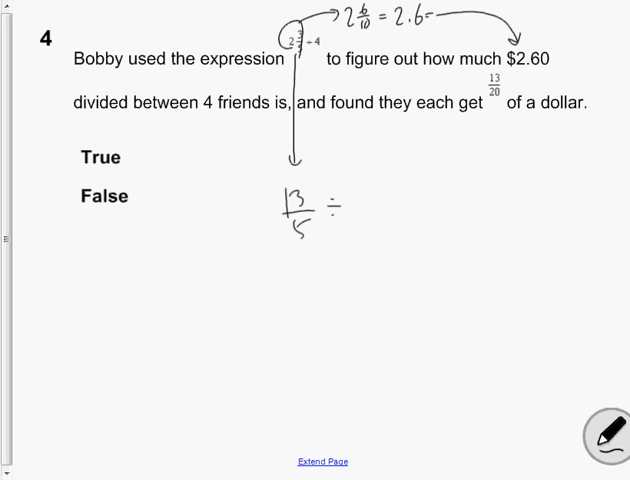 2 6/10 = 2.6
4
Bobby used the expression 2 3/5 ÷ 4 to figure out how much $2.60
divided between 4 friends is, and found they each get 13/20 of a dollar.
True
False
13/5 ÷
Extend Page